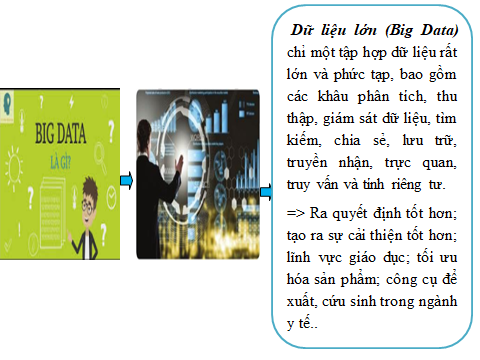 BIG DATA
LÀ GÌ?
Dữ liệu lớn (Big Data)
chỉ một tập hợp dữ liệu rất
lớn và phức tạp, bao gồm
các khâu phân tích, thu
thập, giám sát dữ liệu, tìm
kiếm, chia sẻ, lưu trữ,
truyền nhận, trực quan,
truy vấn và tính riêng tư.
=> Ra quyết định tốt hơn;
tạo ra sự cải thiện tốt hơn;
lĩnh vực giáo dục; tối ưu
hóa sản phẩm; công cụ đề
xuất, cứu sinh trong ngành
y tế..